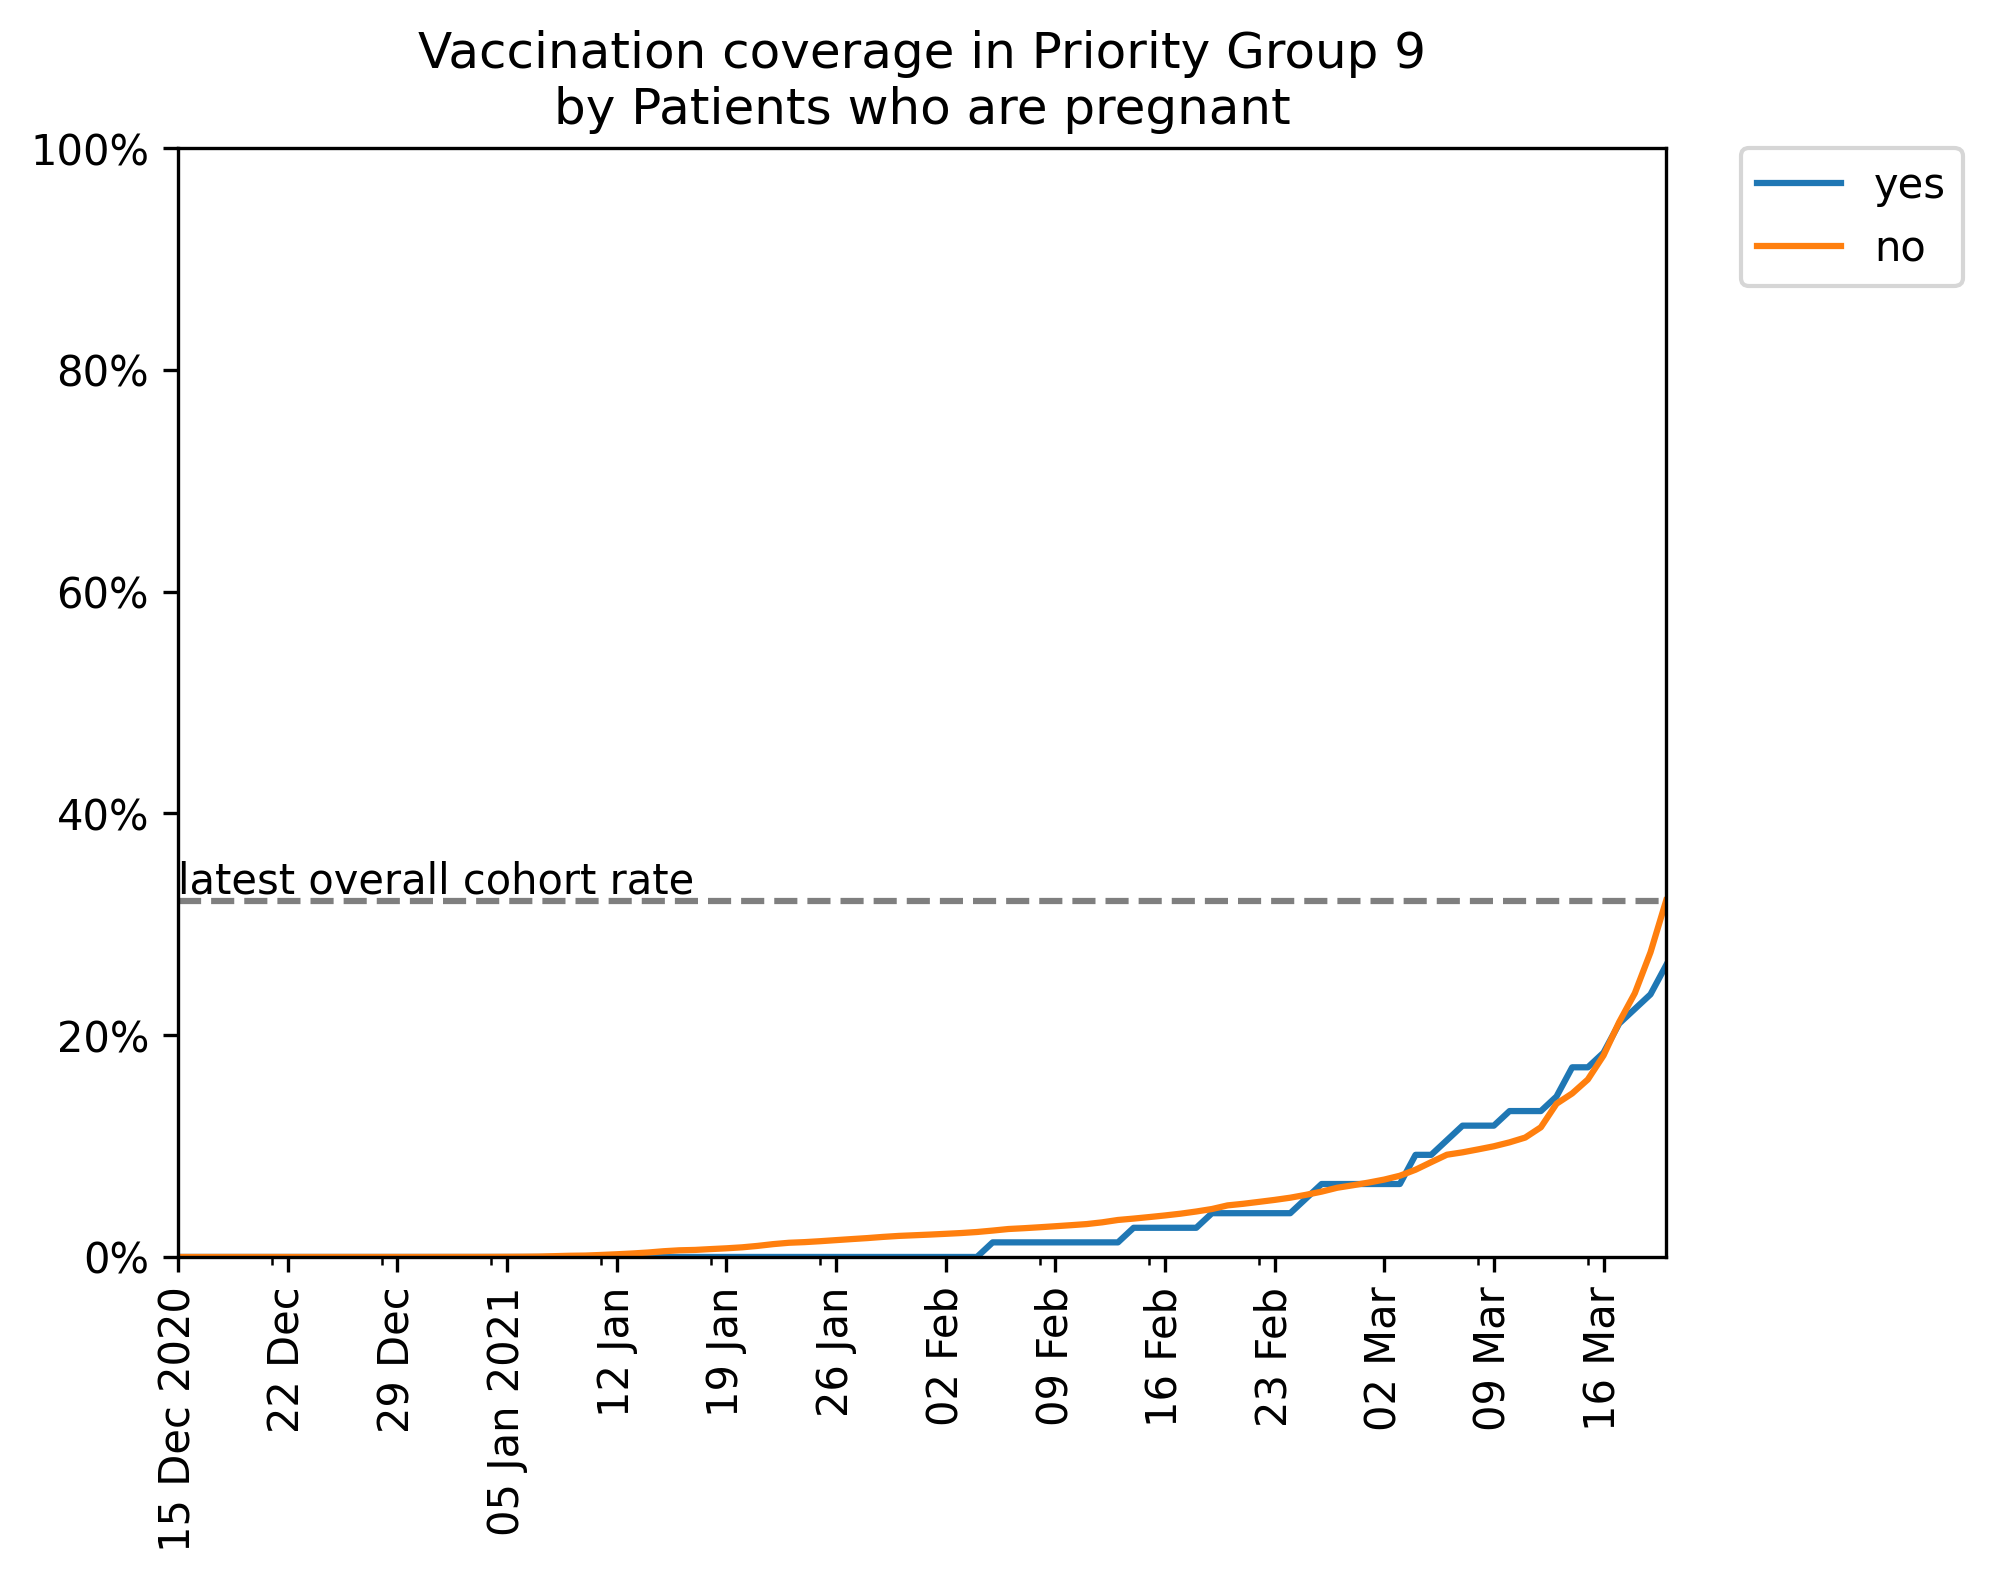 Vaccination coverage in Priority Group 9
by Patients who are pregnant
100%
80%
60%
40%
20%
0%
yes
no
latest overall cohort rate
15 Dec 2020
22 Dec
29 Dec
05 Jan 2021
12 Jan
19 Jan
26 Jan
02 Feb
09 Feb
16 Feb
23 Feb
02 Mar
09 Mar
16 Mar